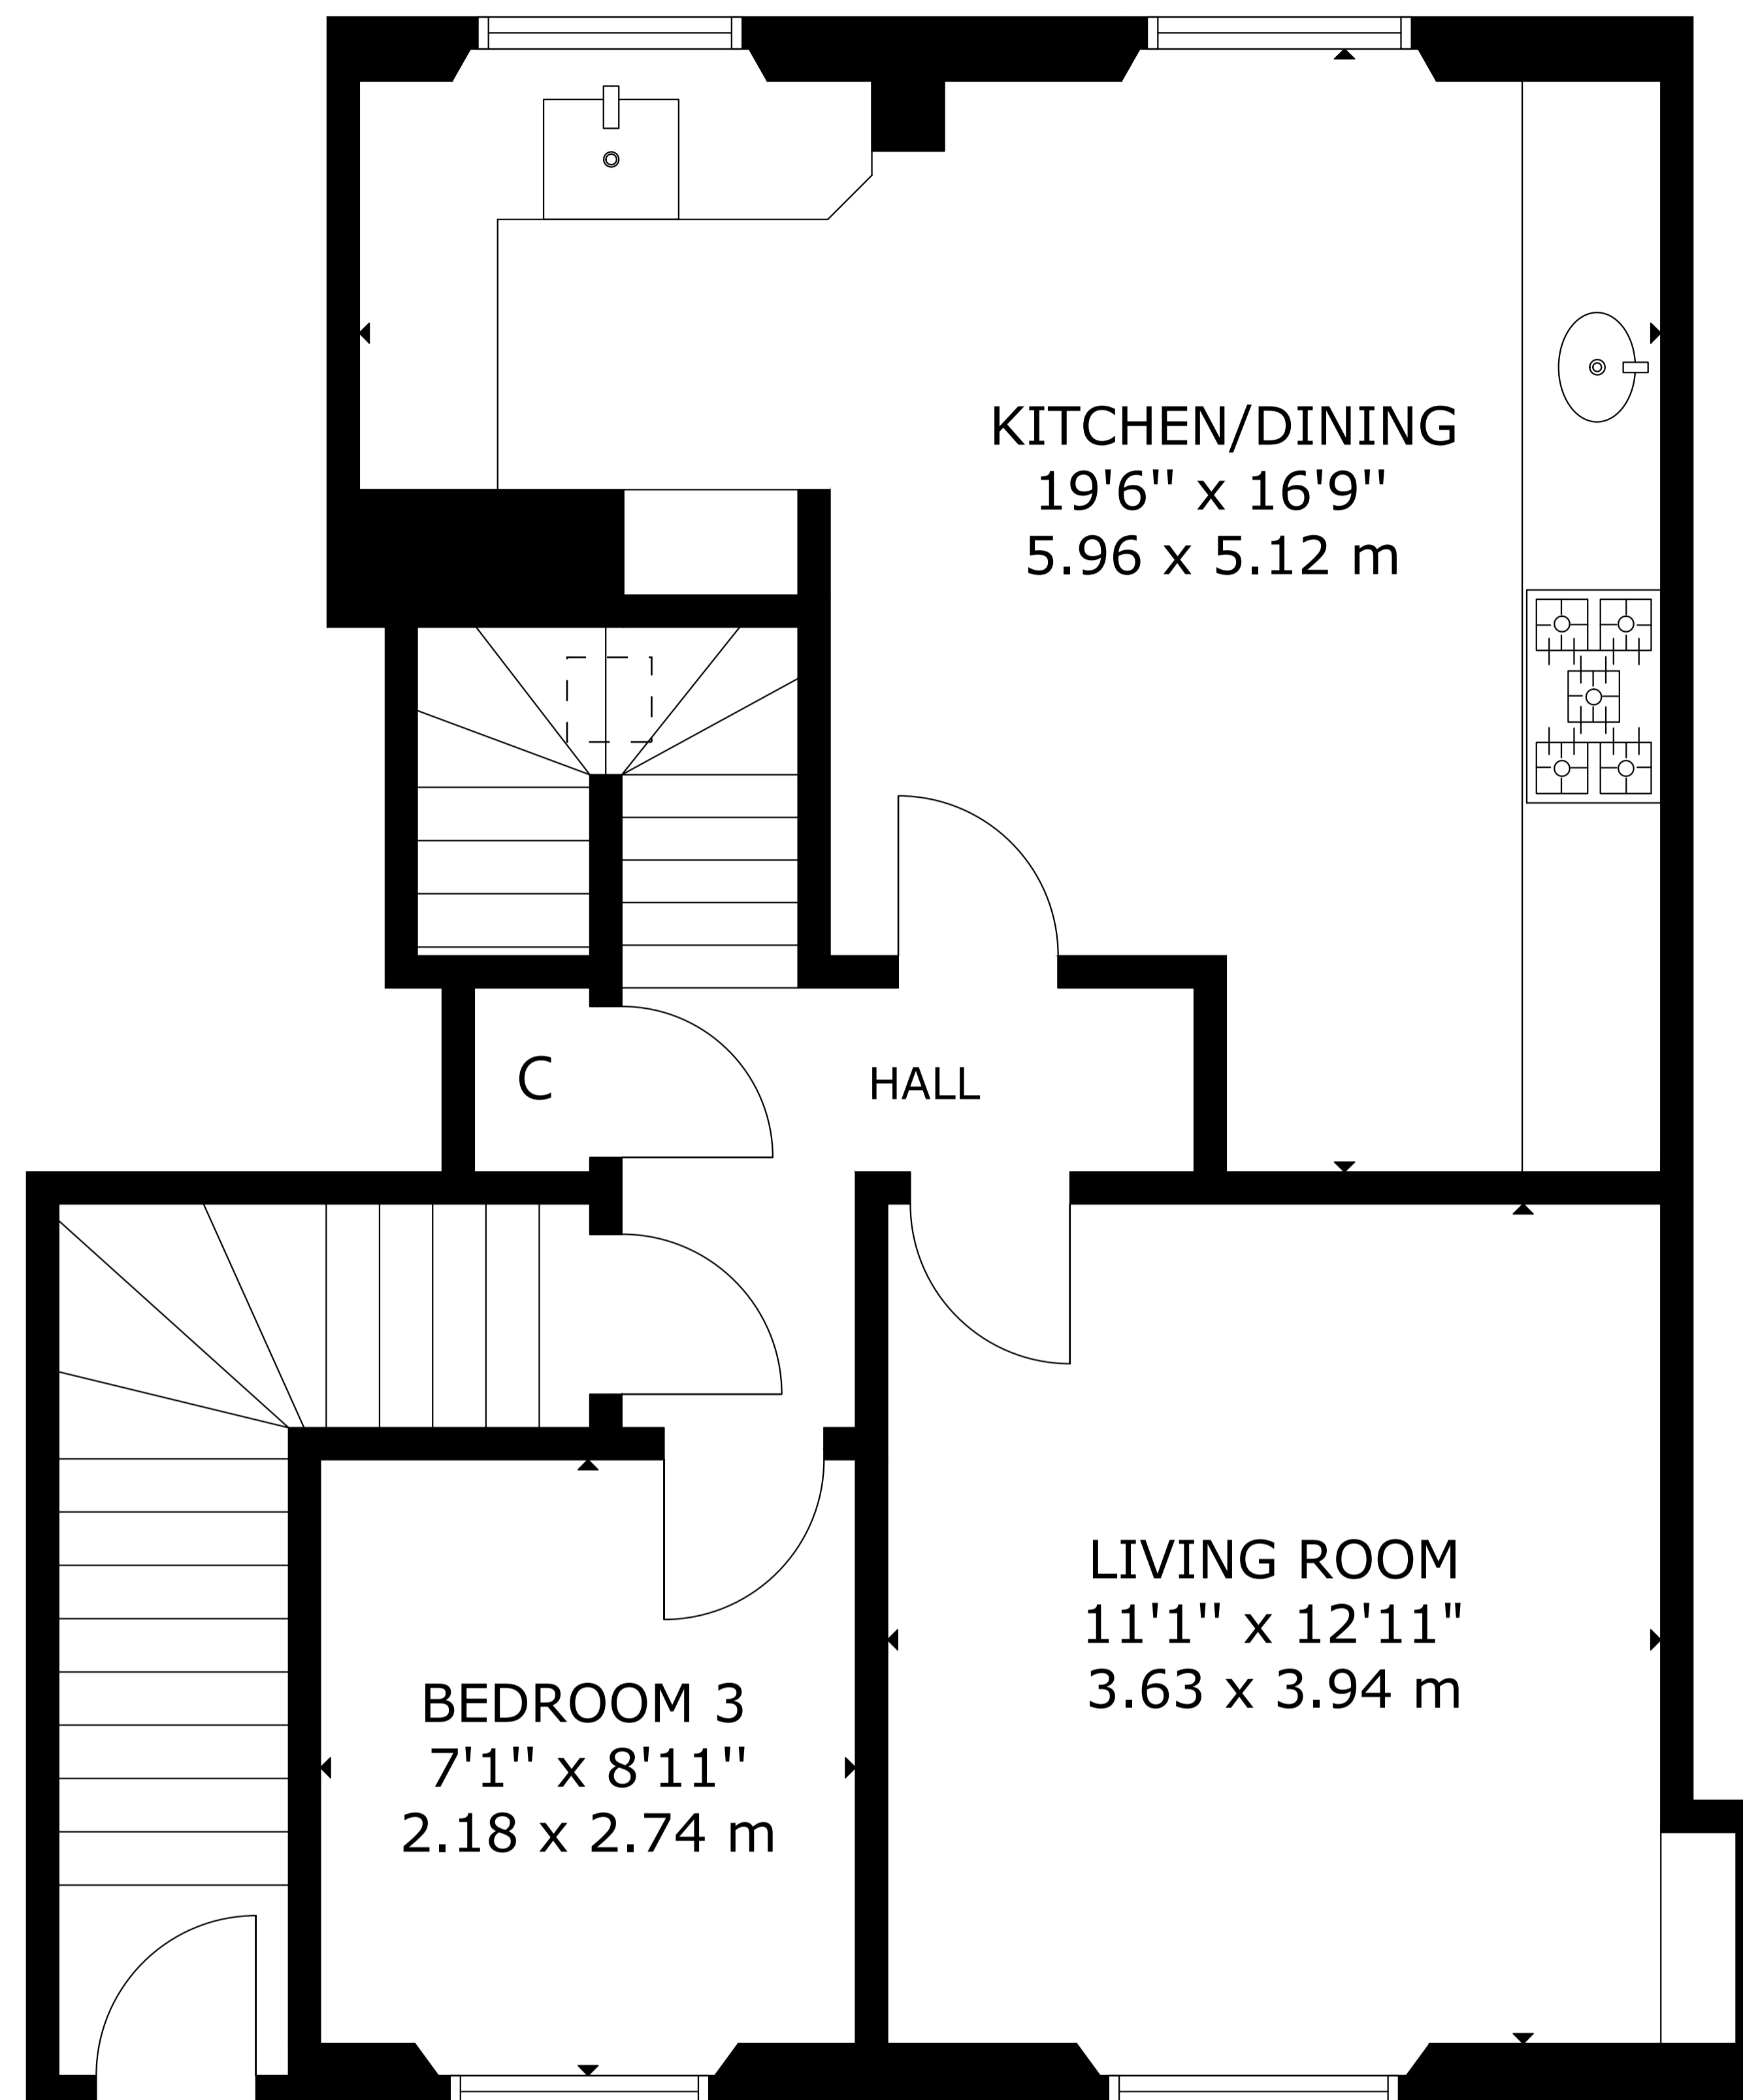 KITCHEN/DINING
19'6'' x 16'9''
5.96 x 5.12 m
C
HALL
LIVING ROOM
11'1'' x 12'11"
3.63 x 3.94 m
BEDROOM 3
7'1'' x 8'11''
2.18 x 2.74 m